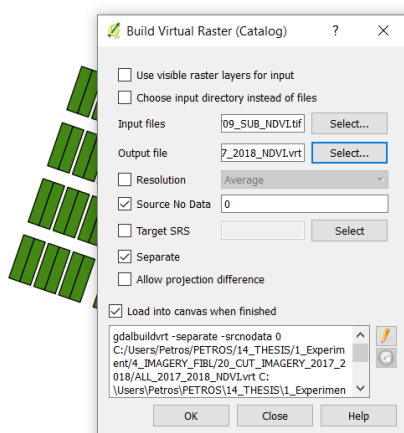 Build Virtual Raster (Catalog) ? ×
Use visible raster layers for input
Choose input directory instead of files
Input files '09_SUB_NDVI.tif Select...
Output file 7_2018_NDVI.vrt Select...
Resolution Average
Source No Data 0
Target SRS Select
Separate
Allow projection difference
Load into canvas when finished
gdalbuildvrt -separate -srcnodata 0
C:/Users/Petros/PETROS/14_THESIS/1_Experim
ent/4_IMAGERY_FIBL/20_CUT_IMAGERY_2017_2
018/ALL_2017_2018_NDVI.vrt C:
\Users\Petros\PETROS\14_THESIS\1_Experimen
OK Close Help